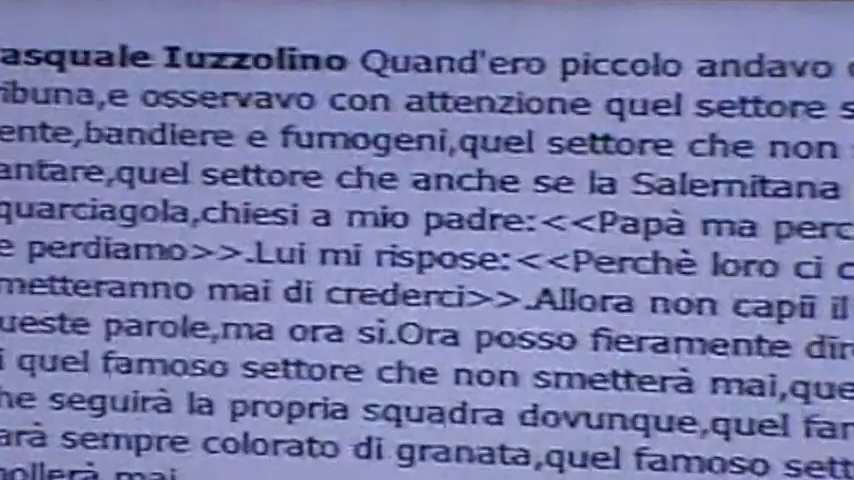 asquale Iuzzolino Quand'ero piccolo andavo
ibuna,e osservavo con attenzione quel settore s
ente,bandiere e fumogeni,quel settore che non
antare,quel settore che anche se la Salernitana
quarciagola,chiesi a mio padre:<<Papà ma perc
e perdiamo>>.Lui mi rispose:<<Perchè loro ci c
metteranno mai di crederci>>.Allora non capii il
ueste parole,ma ora si.Ora posso fieramente dir
i quel famoso settore che non smetterà mai,que
he seguirà la propria squadra dovunque,quel fam
arà sempre colorato di granata,quel famoso sett
mollerà mai